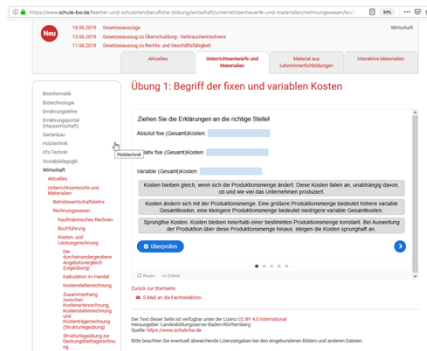 https://www.schule-bw.de/faecher-und-schularten/berufliche-bildung/wirtschaft/unterrichtsentwuerfe-und-materialien/rechnungswesen/ko
90%
Neu
18.06.2019 Gesetzesauszüge
12.06.2019 Gesetzesauszug zu Überschuldung - Verbraucherinsolvenz
11.06.2019 Gesetzesauszug zu Rechts- und Geschäftsfähigkeit
Wirtschaft
Aktuelles
Unterrichtsentwürfe und Materialien
Material aus Lehrerinnenfortbildungen
Interaktive Materialien
Bioinformatik
Biotechnologie
Ernährungslehre
Ernährungsportal (Hauswirtschaft)
Gartenbau
Holztechnik
Kfz-Technik
Sozialpädagogik
Wirtschaft
Aktuelles
Unterrichtsentwürfe und Materialien
Betriebswirtschaftslehre
Rechnungswesen
Kaufmännisches Rechnen
Buchführung
Kosten- und Leistungsrechnung
Der durcheinandergeratene Angebotsvergleich (Legeübung)
Kalkulation im Handel
Kostenstellenrechnung
Zusammenhang zwischen Kostenartenrechnung, Kostenstellenrechnung und Kostenträgerrechnung (Strukturlegeübung)
Strukturlegeübung zur Deckungsbeitragsrechnung
Holztechnik
Übung 1: Begriff der fixen und variablen Kosten
Ziehen Sie die Erklärungen an die richtige Stelle!
Absolut fixe (Gesamt)Kosten:
ativ fixe (Gesamt)Kosten:
Variable (Gesamt)Kosten:
Kosten bleiben gleich, wenn sich die Produktionsmenge ändert. Diese Kosten fallen an, unabhängig davon,
ob und wie viel das Unternehmen produziert.
Kosten ändern sich mit der Produktionsmenge. Eine größere Produktionsmenge bedeutet höhere variable
Gesamtkosten, eine kleinere Produktionsmenge bedeutet niedrigere variable Gesamtkosten.
Sprungfixe Kosten. Kosten bleiben innerhalb einer bestimmten Produktionsmenge konstant. Bei Ausweitung
der Produktion über diese Produktionsmenge hinaus, steigen die Kosten sprunghaft an.
Überprüfen
Reuse
Embed
Zurück zur Startseite.
E-Mail an die Fachredaktion
Der Text dieser Seite ist verfügbar unter der Lizenz CC BY 4.0 International
Herausgeber: Landesbildungsserver Baden-Württemberg
Quelle: https://www.schule-bw.de
Bitte beachten Sie eventuell abweichende Lizenzangaben bei den eingebundenen Bildern und anderen Dateien.